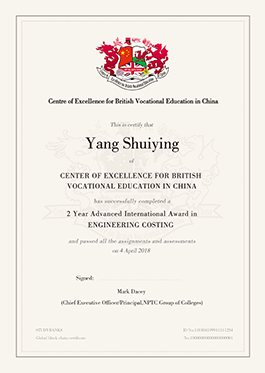 Centre of Excellence for British Vocational Education in China
This is certify that
Yang Shuiying
of
CENTER OF EXCELLENCE FOR BRITISH
VOCATIONAL EDUCATION IN CHINA
has successfully completed a
2 Year Advanced International Award in
ENGINEERING COSTING
and passed all the assignments and assessments
on 4 April 2018
Signed:
Mark Dacey
(Chief Executive Officer/Principal,NPTC Group of Colleges)